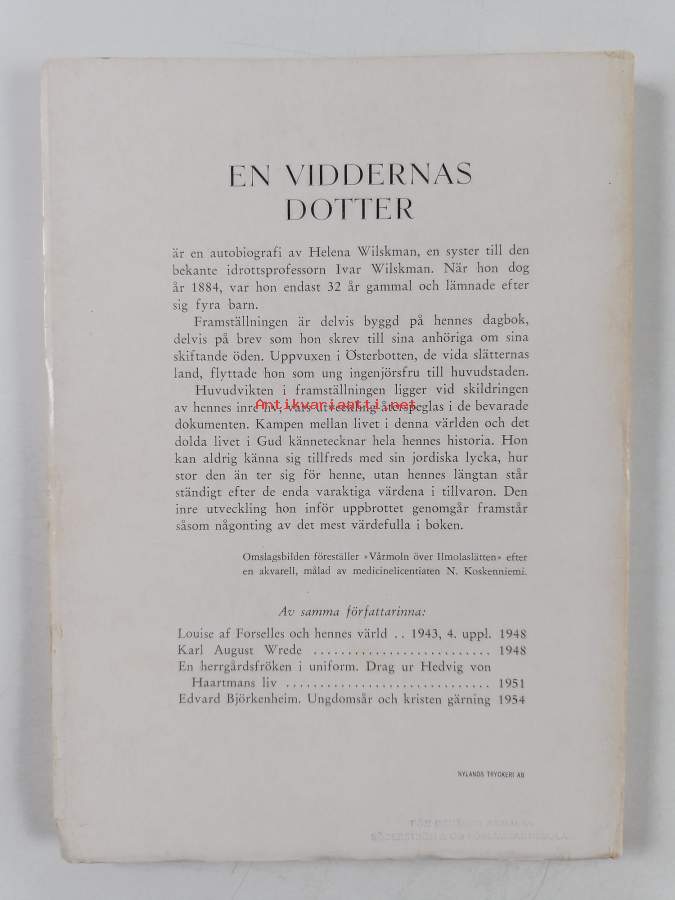 EN VIDDERNAS
DOTTER
är en autobiografi av Helena Wilskman, en syster till den
bekante idrottsprofessorn Ivar Wilskman. När hon dog
år 1884, var hon endast 32 år gammal och lämnade efter
sig fyra barn.
Framställningen är delvis byggd på hennes dagbok,
delvis på brev som hon skrev till sina anhöriga om sina
skiftande öden. Uppvuxen i Österbotten, de vida slätternas
land, flyttade hon som ung ingenjörsfru till huvudstaden.
Huvudvikten i framställningen ligger vid skildringen
av hennes inre liv, vars utveckling återspeglas i de bevarade
Antikvariaatti.net
dokumenten. Kampen mellan livet i denna världen och det
dolda livet i Gud kännetecknar hela hennes historia. Hon
kan aldrig känna sig tillfreds med sin jordiska lycka, hur
stor den än ter sig för henne, utan hennes längtan står
ständigt efter de enda varaktiga värdena i tillvaron. Den
inre utveckling hon inför uppbrottet genomgår framstår
såsom någonting av det mest värdefulla i boken.
Omslagsbilden föreställer »Vårmoln över Ilmolaslätten» efter
en akvarell, målad av medicinelicentiaten N. Koskenniemi.
Av samma författarinna:
Louise af Forselles och hennes värld .. 1943, 4. uppl. 1948
Karl August Wrede .......................... 1948
En herrgårdsfröken i uniform. Drag ur Hedvig von
Haartmans liv .............................. 1951
Edvard Björkenheim. Ungdomsår och kristen gärning 1954
NYLANDS TRYCKERI AB